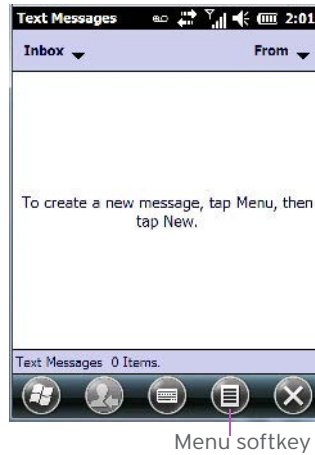 Text Messages 2:01
Inbox From
To create a new message, tap Menu, then
tap New.
Text Messages 0 Items.
Menu softkey